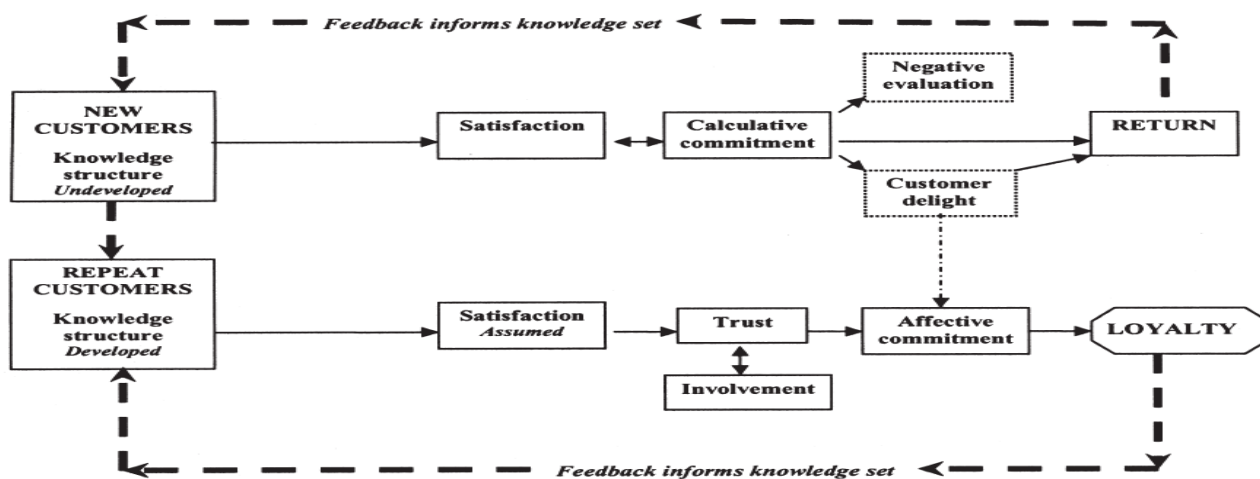 Feedback informs knowledge set
NEW
CUSTOMERS
Knowledge
structure
Undeveloped
Satisfaction
Calculative
commitment
Negative
evaluation
Customer
delight
RETURN
REPEAT
CUSTOMERS
Knowledge
structure
Developed
Satisfaction
Assumed
Trust
Involvement
Affective
commitment
LOYALTY
Feedback informs knowledge set